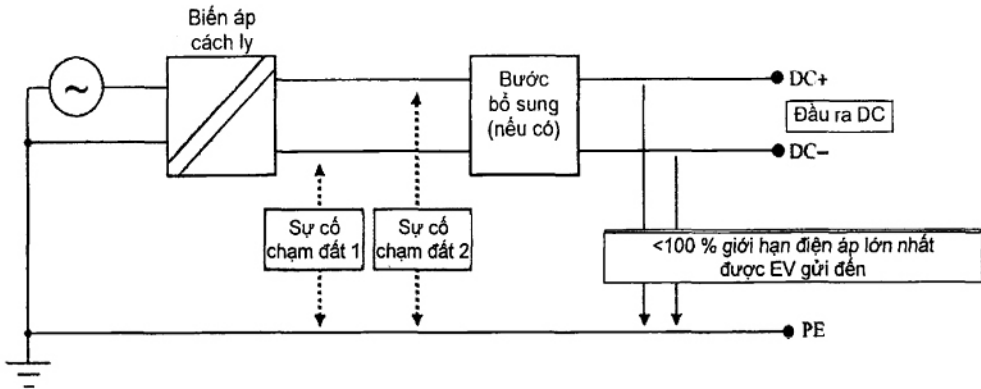 Biến áp
cách ly
~
Bước
bổ sung
(nếu có)
DC+
Đầu ra DC
DC–
Sự cố
chạm đất 1
Sự cố
chạm đất 2
<100 % giới hạn điện áp lớn nhất
được EV gửi đến
PE